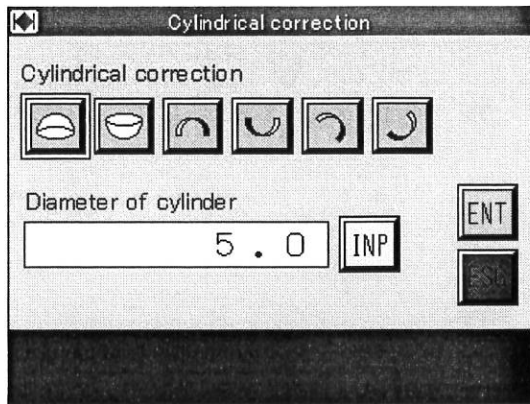 Cylindrical correction
Cylindrical correction
Diameter of cylinder
5.0
INP
ENT
ESC